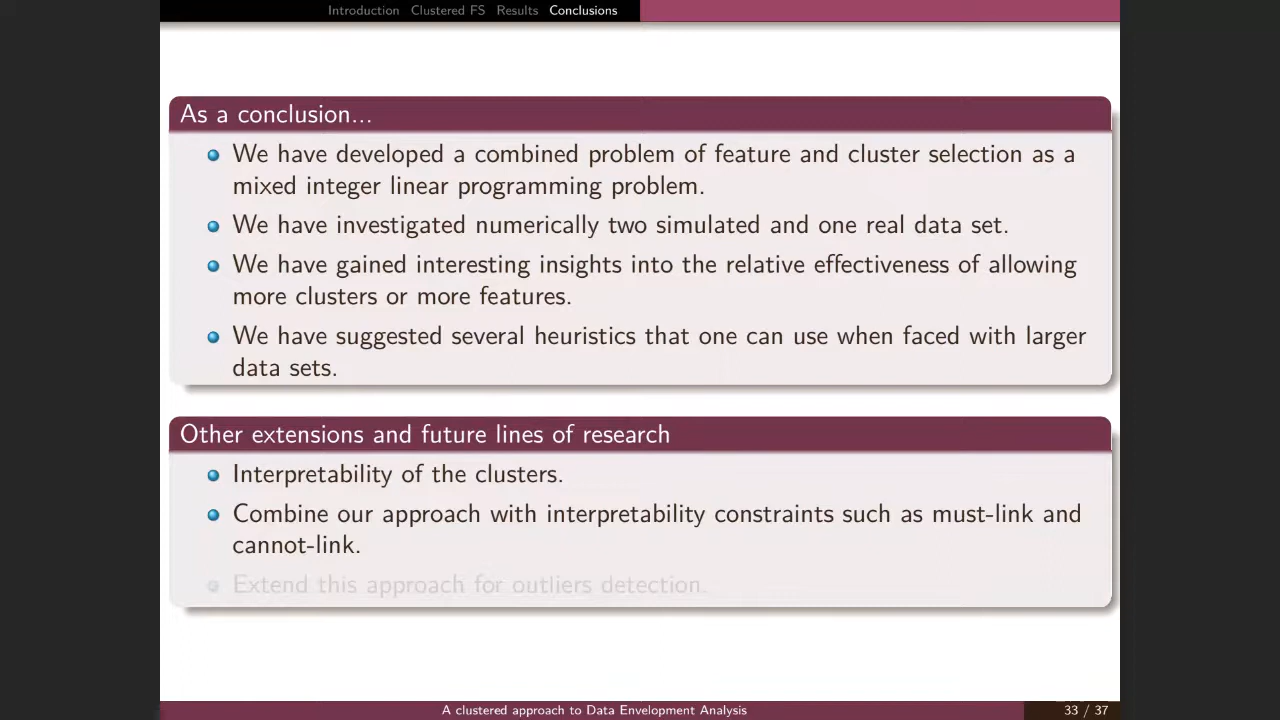 Introduction Clustered FS Results Conclusions
As a conclusion...
We have developed a combined problem of feature and cluster selection as a
mixed integer linear programming problem.
We have investigated numerically two simulated and one real data set.
We have gained interesting insights into the relative effectiveness of allowing
more clusters or more features.
We have suggested several heuristics that one can use when faced with larger
data sets.
Other extensions and future lines of research
Interpretability of the clusters.
Combine our approach with interpretability constraints such as must-link and
cannot-link.
Extend this approach for outliers detection.
A clustered approach to Data Envelopment Analysis
33 / 37